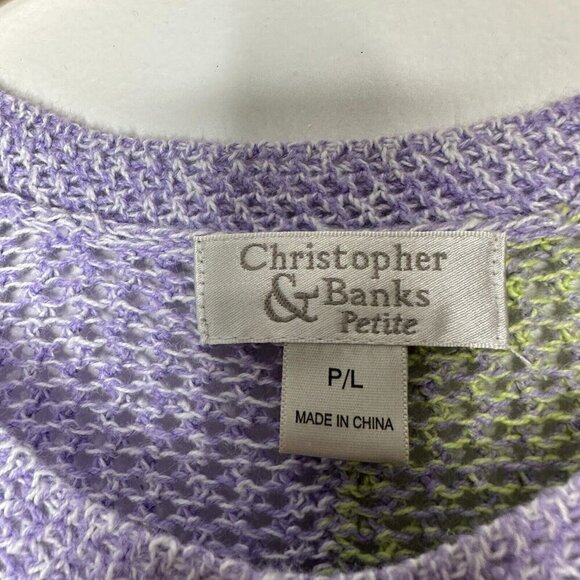 Christopher
& Banks
Petite
P/L
MADE IN CHINA